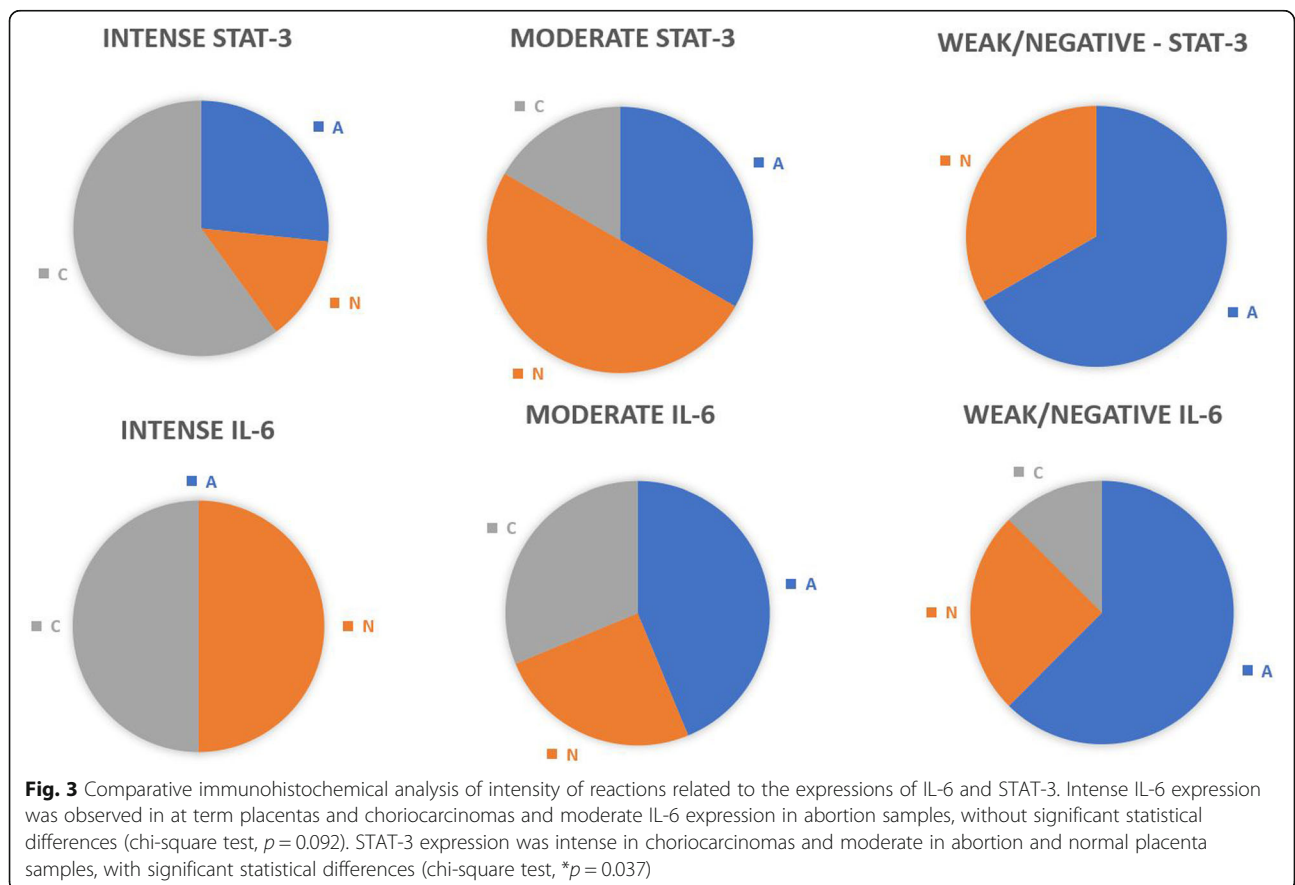 INTENSE STAT-3
MODERATE STAT-3
WEAK/NEGATIVE - STAT-3
A
C
N
C
A
N
N
A
INTENSE IL-6
MODERATE IL-6
WEAK/NEGATIVE IL-6
A
C
N
C
A
N
C
N
A
Fig. 3 Comparative immunohistochemical analysis of intensity of reactions related to the expressions of IL-6 and STAT-3. Intense IL-6 expression
was observed in at term placentas and choriocarcinomas and moderate IL-6 expression in abortion samples, without significant statistical
differences (chi-square test, p = 0.092). STAT-3 expression was intense in choriocarcinomas and moderate in abortion and normal placenta
samples, with significant statistical differences (chi-square test, *p = 0.037)